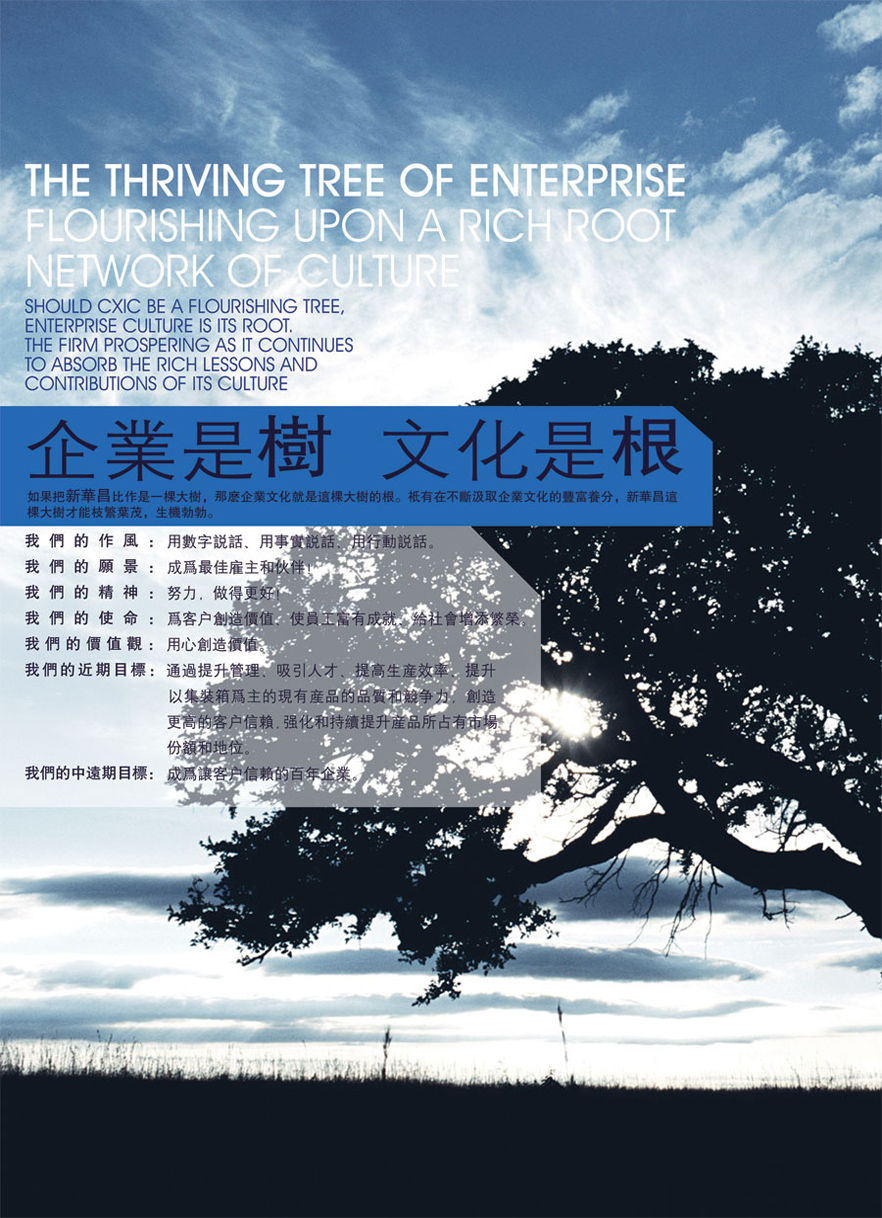 THE THRIVING TREE OF ENTERPRISE
FLOURISHING UPON A RICH ROOT
NETWORK OF CULTURE
SHOULD CXIC BE A FLOURISHING TREE,
ENTERPRISE CULTURE IS ITS ROOT.
THE FIRM PROSPERING AS IT CONTINUES
TO ABSORB THE RICH LESSONS AND
CONTRIBUTIONS OF ITS CULTURE
企業是樹 文化是根
如果把新華昌比作是一棵大樹，那麽企業文化就是這棵大樹的根。衹有在不斷汲取企業文化的豐富養分，新華昌這
棵大樹才能枝繁葉茂，生機勃勃。
我們的作風：用數字説話、用事實説話、用行動説話。
我們的願景：成爲最佳雇主和伙伴！
我們的精神：努力，做得更好！
我們的使命：爲客户創造價值，使員工富有成就，給社會增添繁榮。
我們的價值觀：用心創造價值。
我們的近期目標：通過提升管理、吸引人才、提高生産效率、提升
以集裝箱爲主的現有産品的品質和競争力，創造
更高的客户信賴，强化和持續提升産品所占有市場
份額和地位。
我們的中遠期目標：成爲讓客户信賴的百年企業。